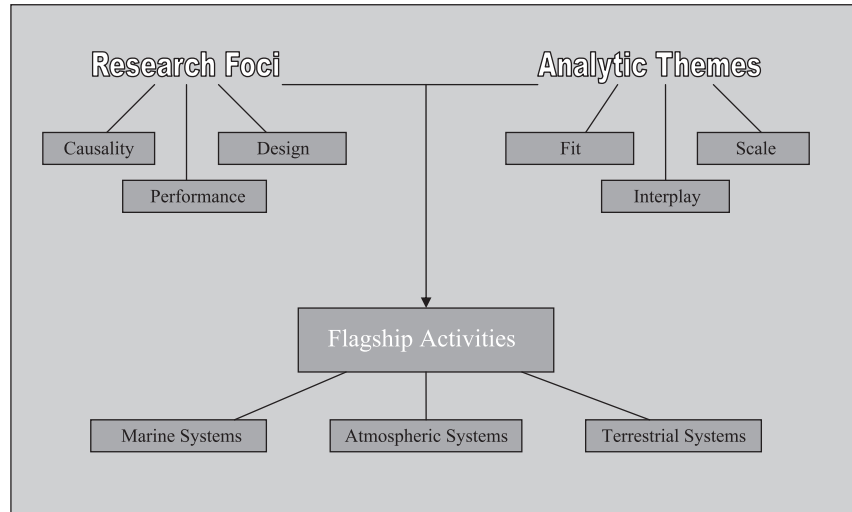 Research Foci
Analytic Themes
Causality
Design
Fit
Scale
Performance
Interplay
Flagship Activities
Marine Systems
Atmospheric Systems
Terrestrial Systems